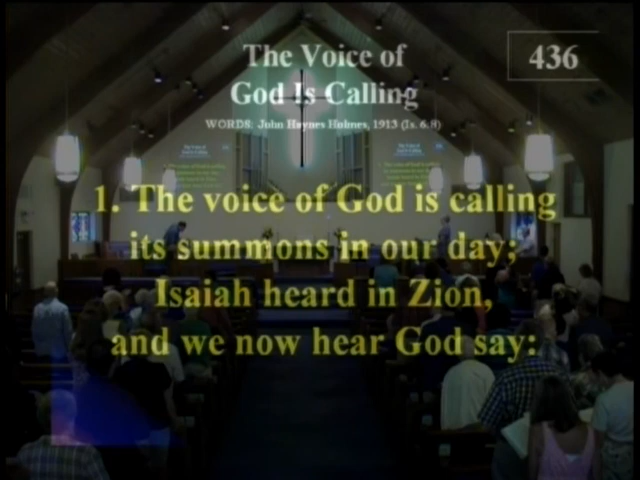 The Voice of
God Is Calling
436
WORDS: John Haynes Holmes, 1913 (Is. 6:8)
1. The voice of God is calling
its summons in our day;
Isaiah heard in Zion,
and we now hear God say: